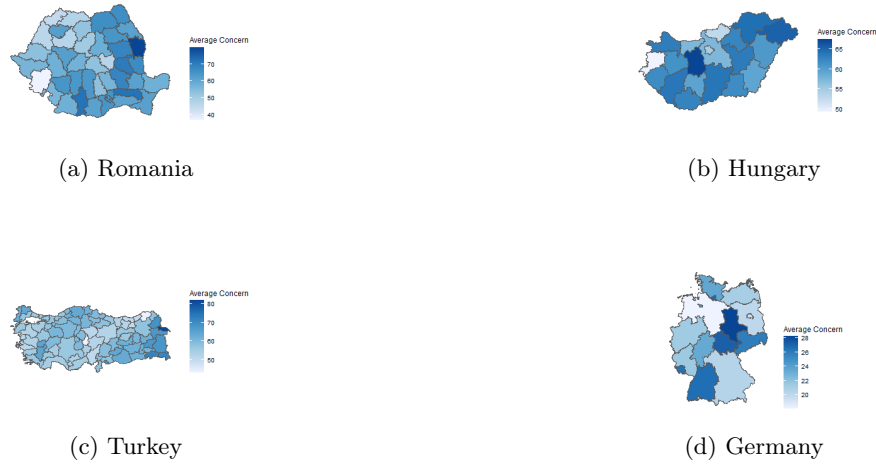 Average Concern
70
60
50
40
(a) Romania
Average Concern
65
60
55
50
(b) Hungary
Average Concern
80
70
60
50
(c) Turkey
Average Concern
28
26
24
22
20
(d) Germany